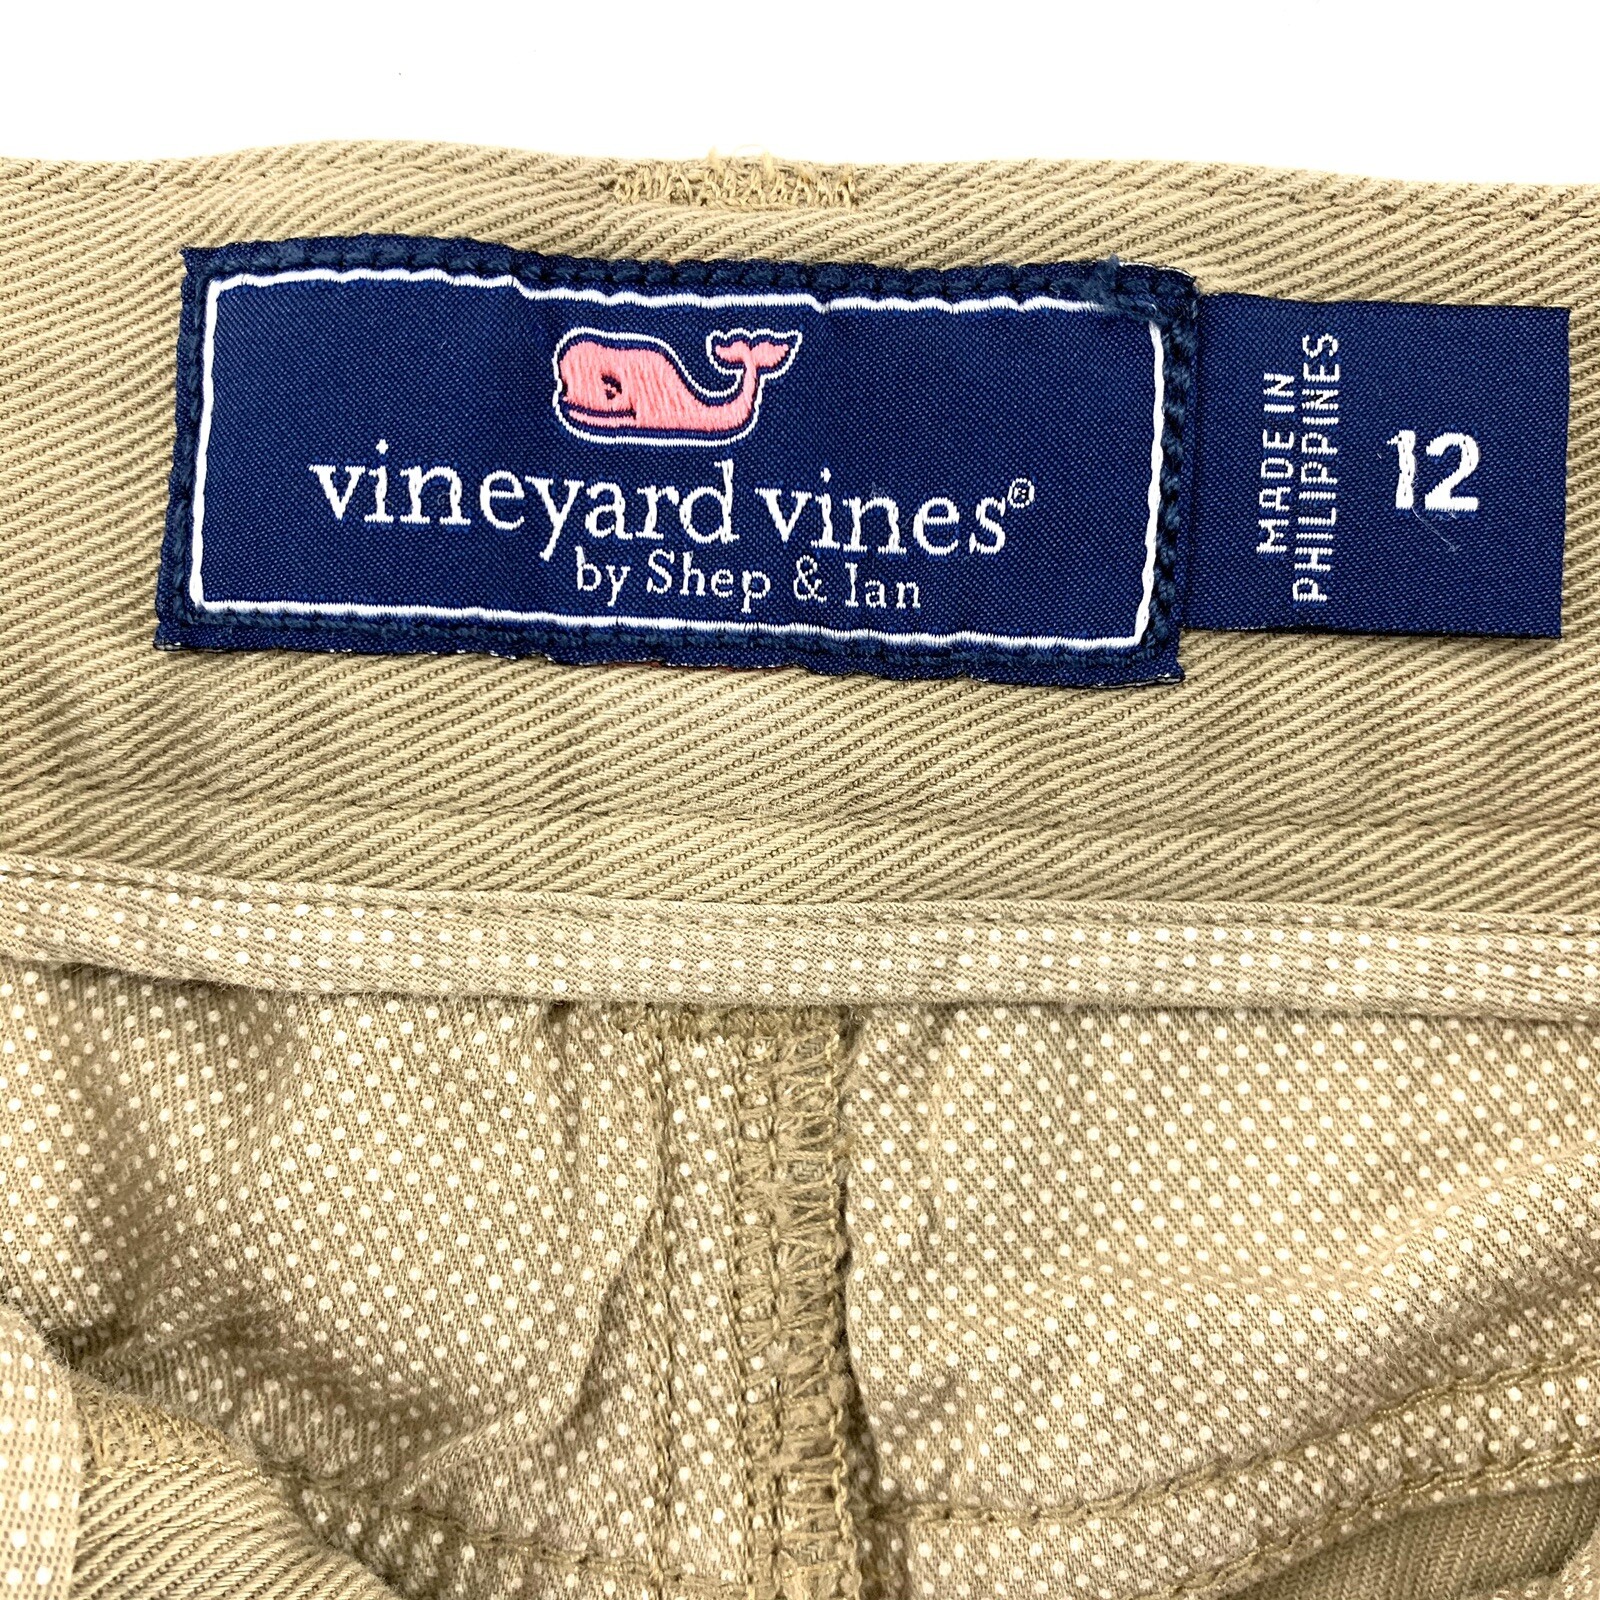 vineyard vines®
by Shep & Ian
MADE IN
PHILIPPINES
12